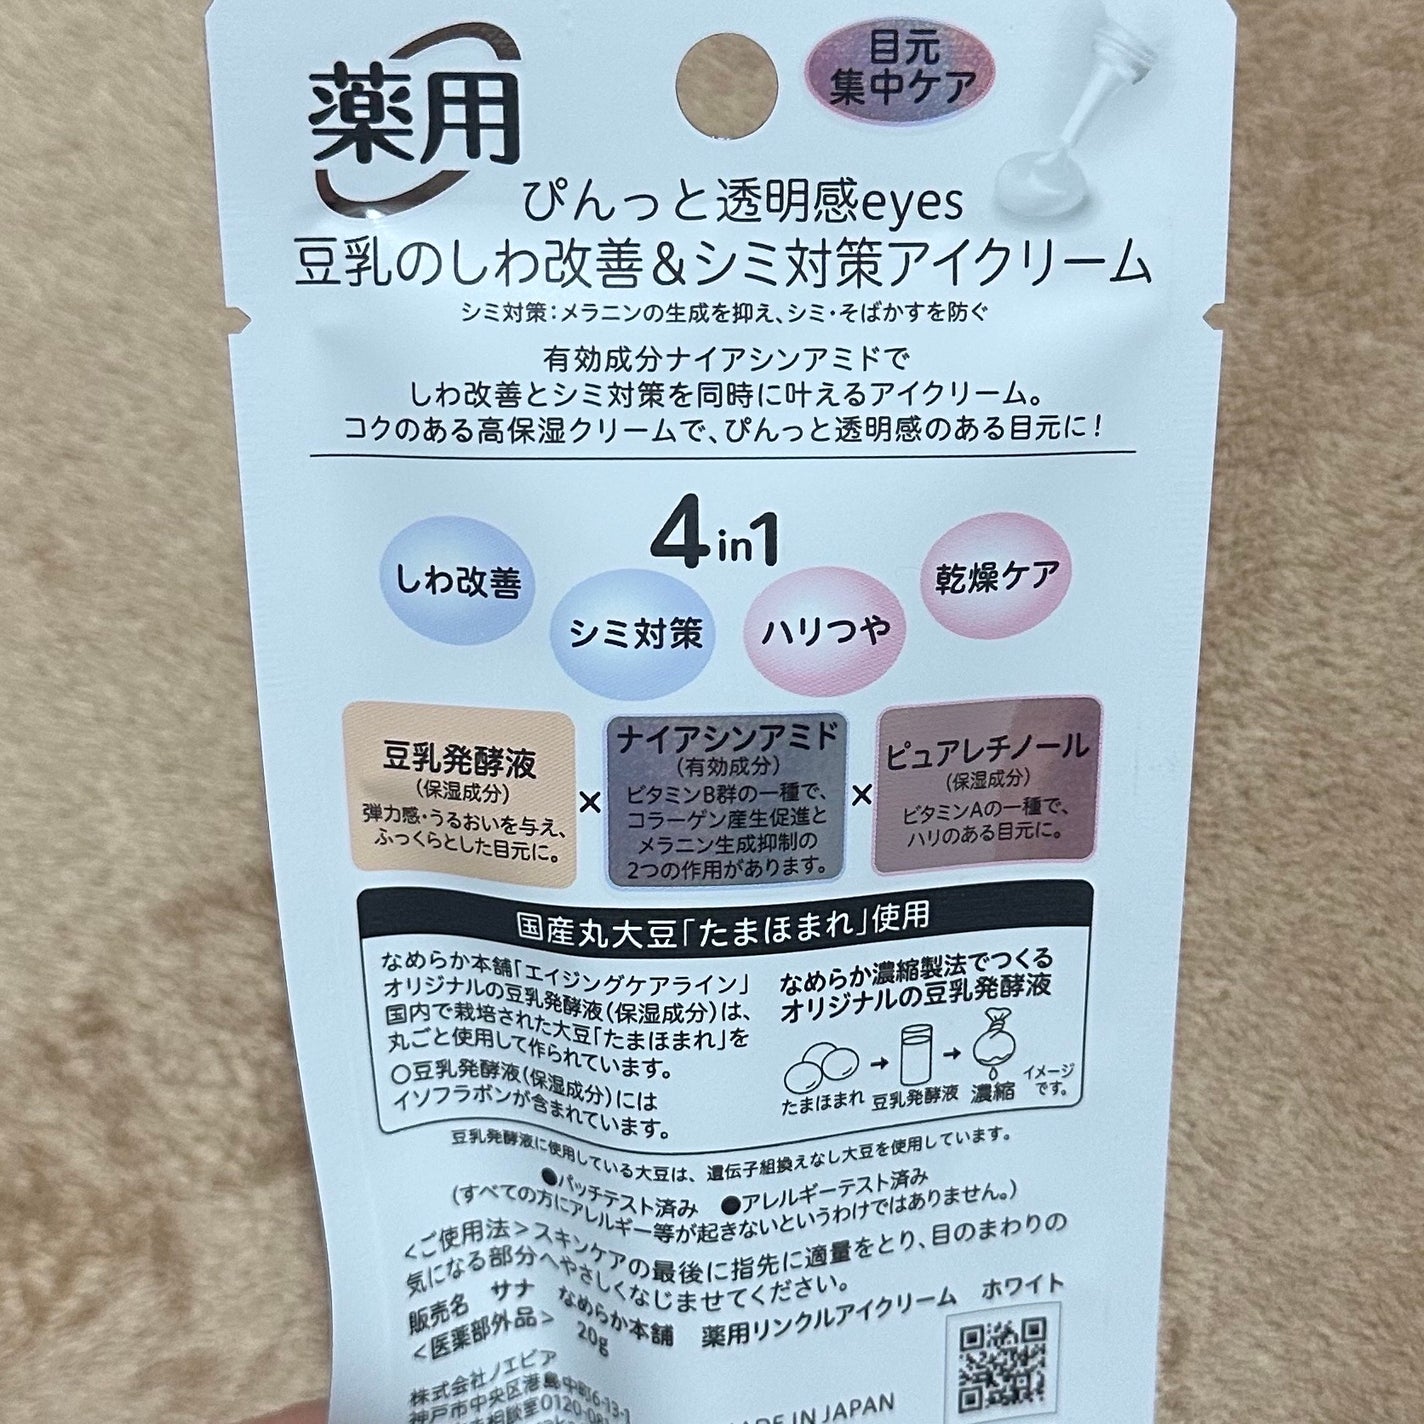 薬用
目元
集中ケア
ぴんっと透明感eyes
豆乳のしわ改善&シミ対策アイクリーム
シミ対策:メラニンの生成を抑え、シミ・そばかすを防ぐ
有効成分ナイアシンアミドで
しわ改善とシミ対策を同時に叶えるアイクリーム。
コクのある高保湿クリームで、ぴんっと透明感のある目元に!
4in1
しわ改善
シミ対策
ハリつや
乾燥ケア
豆乳発酵液
(保湿成分)
弾力感・うるおいを与え、
ふっくらとした目元に。
×
ナイアシンアミド
(有効成分)
ビタミンB群の一種で、
コラーゲン産生促進と
メラニン生成抑制の
2つの作用があります。
×
ピュアレチノール
(保湿成分)
ビタミンAの一種で、
ハリのある目元に。
国産丸大豆「たまほまれ」使用
なめらか本舗「エイジングケアライン」
オリジナルの豆乳発酵液(保湿成分)は、
国内で栽培された大豆「たまほまれ」を
丸ごと使用して作られています。
○豆乳発酵液(保湿成分)には
イソフラボンが含まれています。
なめらか濃縮製法でつくる
オリジナルの豆乳発酵液
たまほまれ
豆乳発酵液
濃縮
イメージ
です。
豆乳発酵液に使用している大豆は、遺伝子組換えなし大豆を使用しています。
●パッチテスト済み ●アレルギーテスト済み
(すべての方にアレルギー等が起きないというわけではありません。)
<ご使用法>スキンケアの最後に指先に適量をとり、目のまわりの
気になる部分へやさしくなじませてください。
販売名 サナ なめらか本舗 薬用リンクルアイクリーム ホワイト
<医薬部外品> 20g
株式会社ノエビア
神戸市中央区港島中町6-13-1
相談室0120-08
MADE IN JAPAN